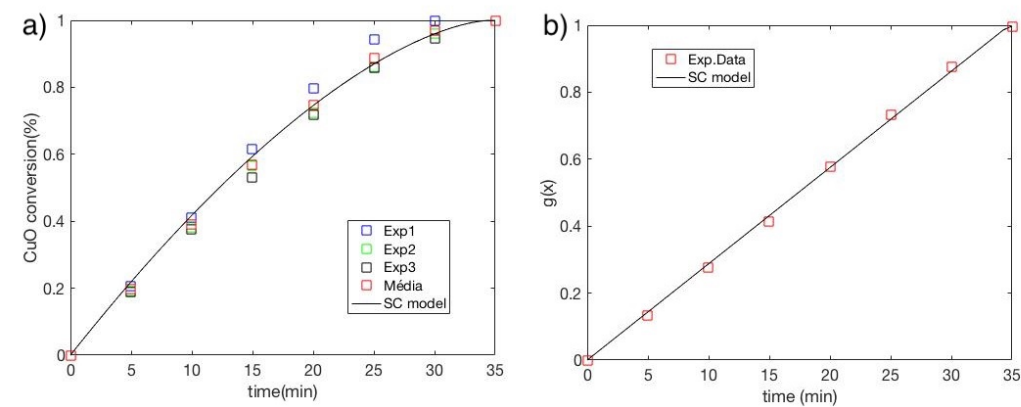 a)
CuO conversion(%)
1
0.8
0.6
0.4
0.2
0
0 5 10 15 20 25 30 35
time(min)
Exp1
Exp2
Exp3
Média
SC model
b)
g(x)
1
0.8
0.6
0.4
0.2
0
0 5 10 15 20 25 30 35
time (min)
Exp.Data
SC model